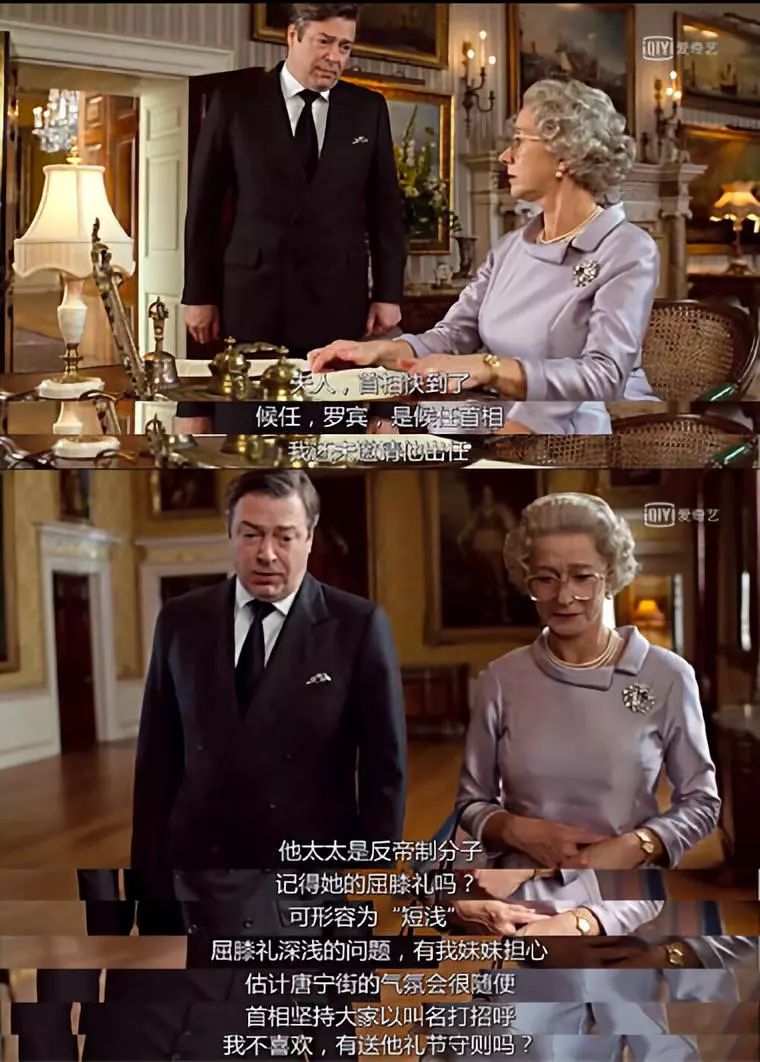 QIY 爱奇艺
夫人，首相快到了
候任，罗宾，是候任首相
我还未邀请他出任
QIY 爱奇艺
他太太是反帝制分子
记得她的屈膝礼吗？
可形容为“短浅”
屈膝礼深浅的问题，有我妹妹担心
估计唐宁街的气氛会很随便
首相坚持大家以叫名打招呼
我不喜欢，有送他礼节守则吗？